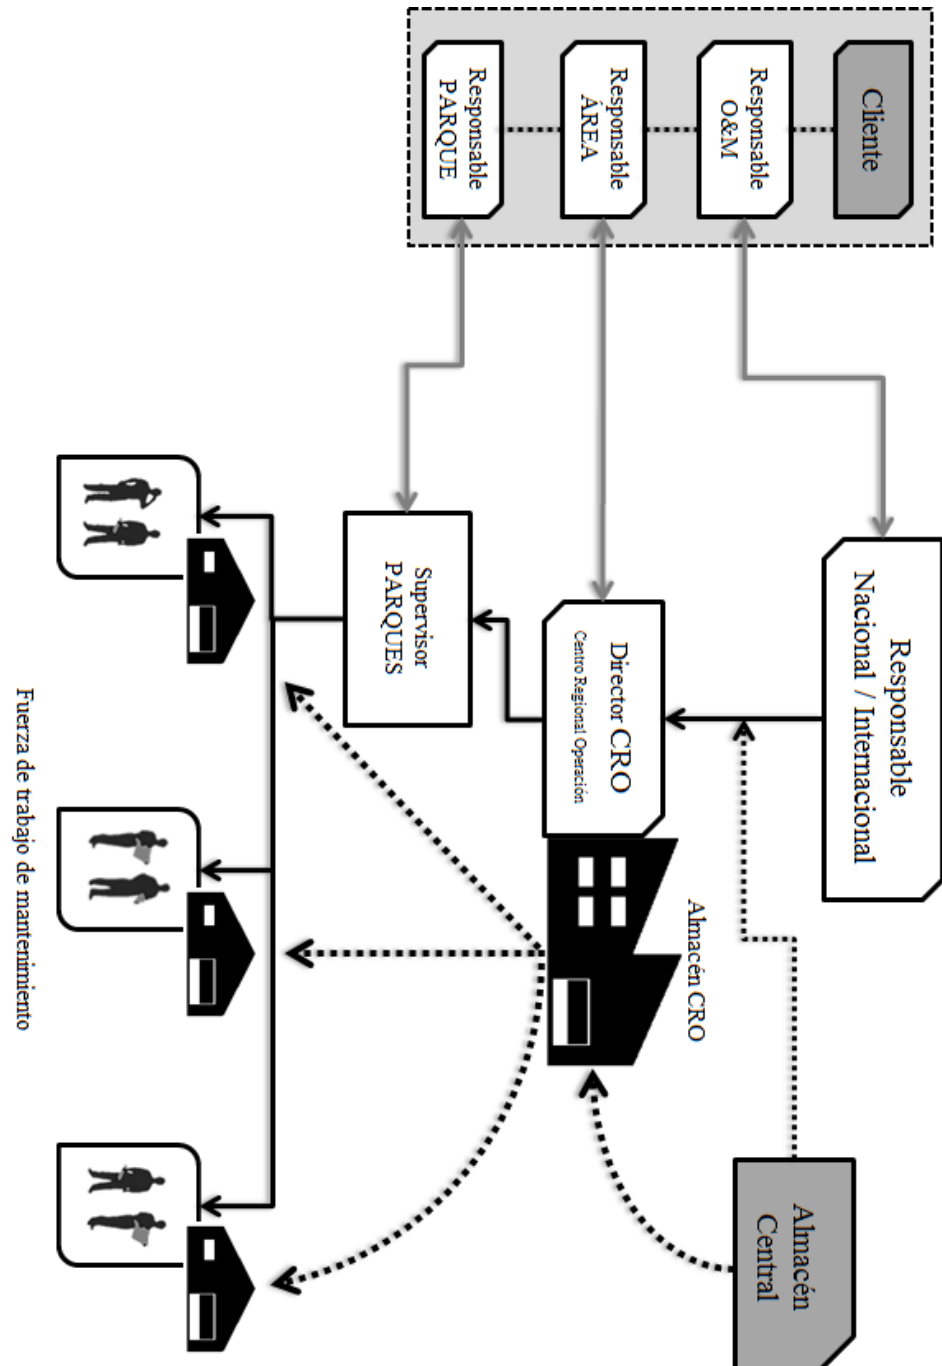 Cliente
Responsable
O&M
Responsable
ÁREA
Responsable
PARQUE
Responsable
Nacional / Internacional
Director CRO
Centro Regional Operación
Supervisor
PARQUES
Almacén CRO
Almacén
Central
Fuerza de trabajo de mantenimiento